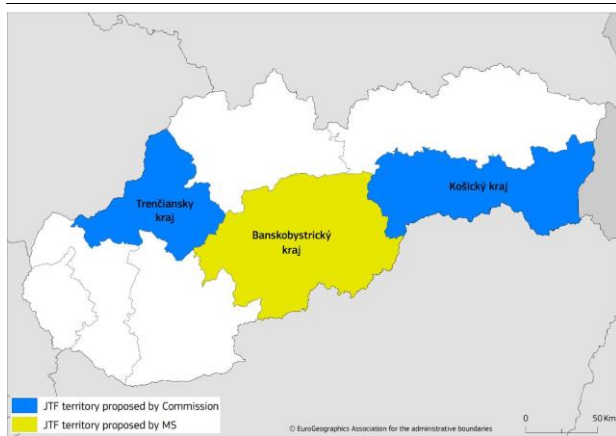 Trenčiansky
kraj
Banskobystrický
kraj
Košický kraj
JTF territory proposed by Commission
JTF territory proposed by MS
© EuroGeographics Association for the administrative boundaries
0 50 Km